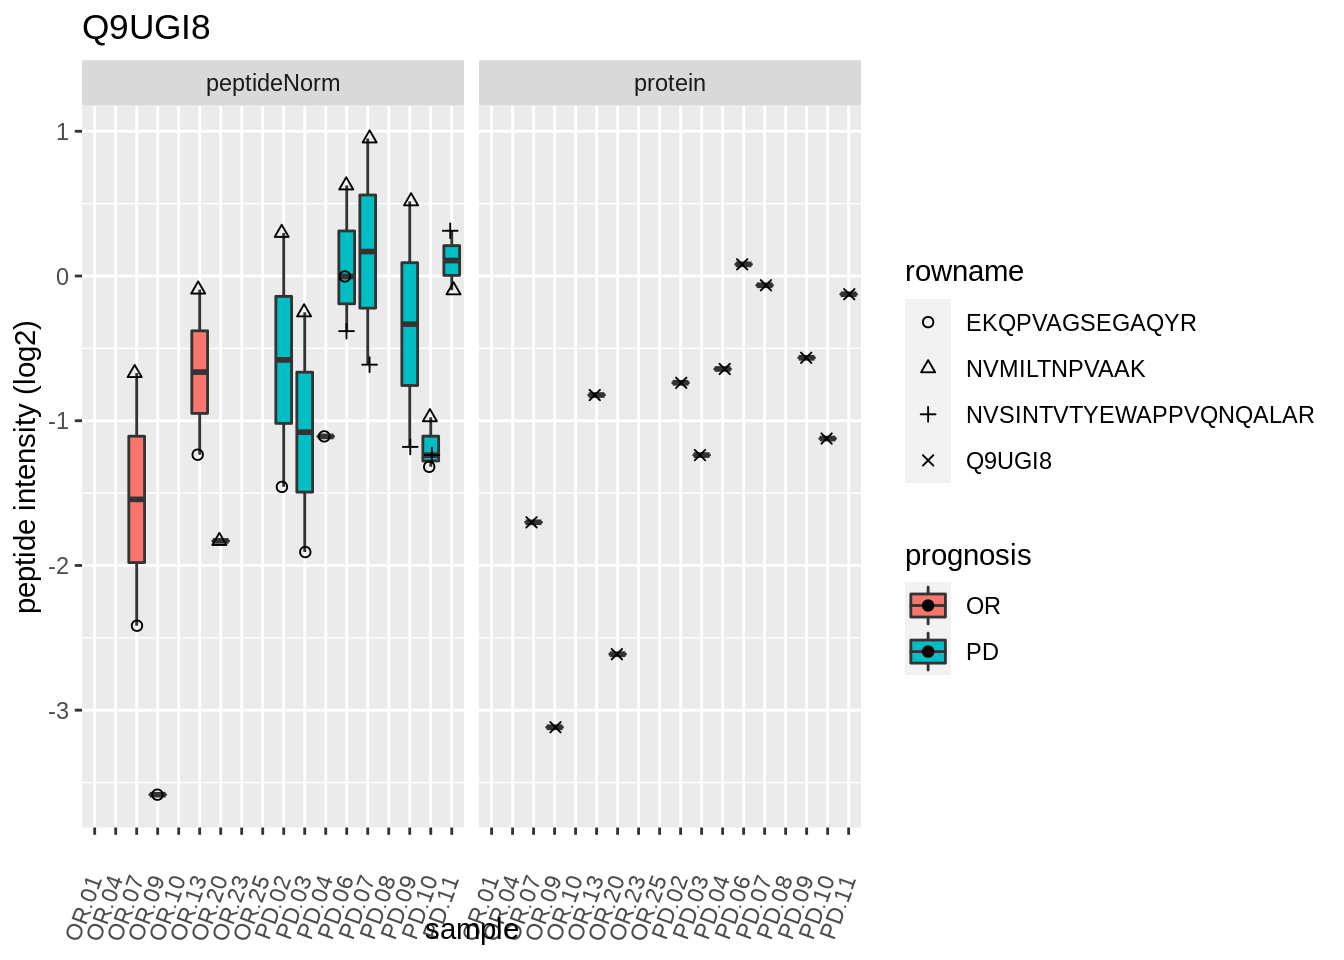 Q9UGI8
peptideNorm
protein
peptide intensity (log2)
1
0
-1
-2
-3
OR.01
OR.04
OR.07
OR.09
OR.10
OR.13
OR.20
OR.23
OR.25
PD.02
PD.03
PD.04
PD.06
PD.07
PD.08
PD.09
PD.10
PD.11
OR.01
OR.04
OR.07
OR.09
OR.10
OR.13
OR.20
OR.23
OR.25
PD.02
PD.03
PD.04
PD.06
PD.07
PD.08
PD.09
PD.10
PD.11
sample
rowname
EKQPVAGSEGAQYR
NVMILTNPVAAK
NVSINTVTYEWAPPVQNQALAR
Q9UGI8
prognosis
OR
PD